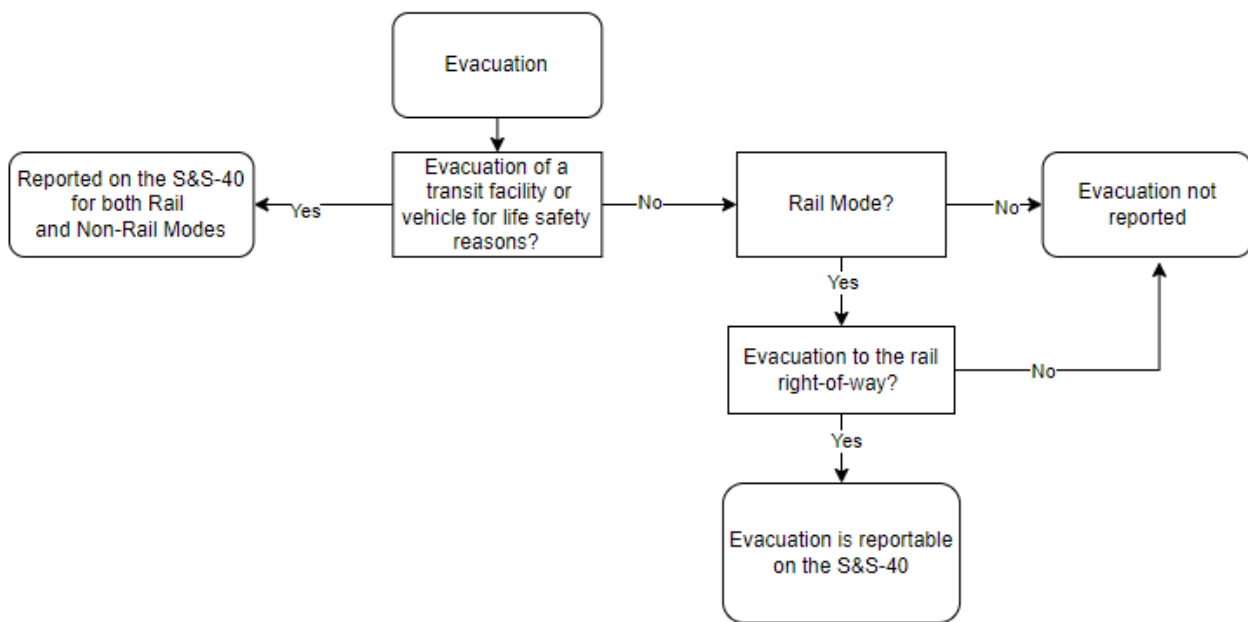 Evacuation
Reported on the S&S-40
for both Rail
and Non-Rail Modes
Yes
Evacuation of a
transit facility or
vehicle for life safety
reasons?
No
Rail Mode?
No
Evacuation not
reported
Yes
Evacuation to the rail
right-of-way?
No
Yes
Evacuation is reportable
on the S&S-40